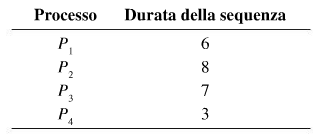 Processo Durata della sequenza
P1 6
P2 8
P3 7
P4 3